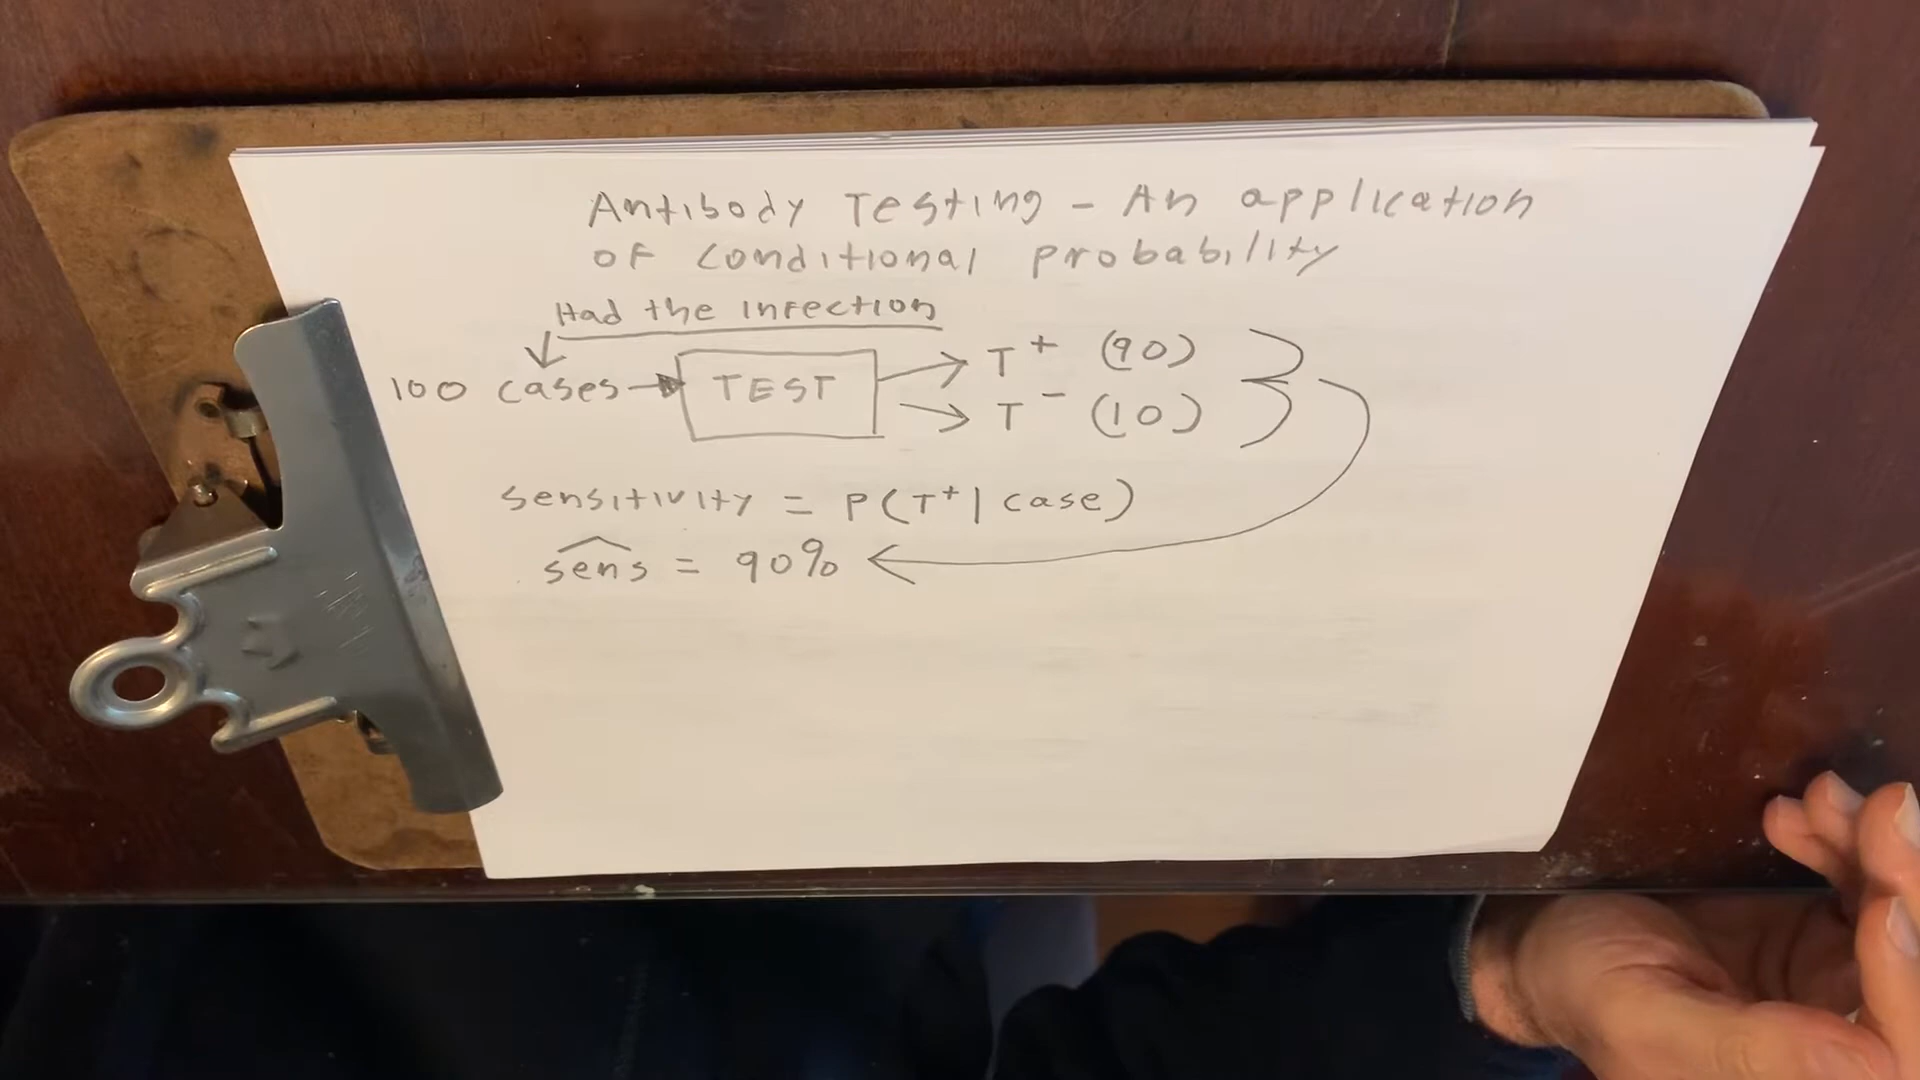 Antibody Testing - An application
of conditional probability
Had the infection
100 cases → TEST → T⁺ (90)
→ T⁻ (10)
sensitivity = P(T⁺ | case)
\widehat{sens} = 90%